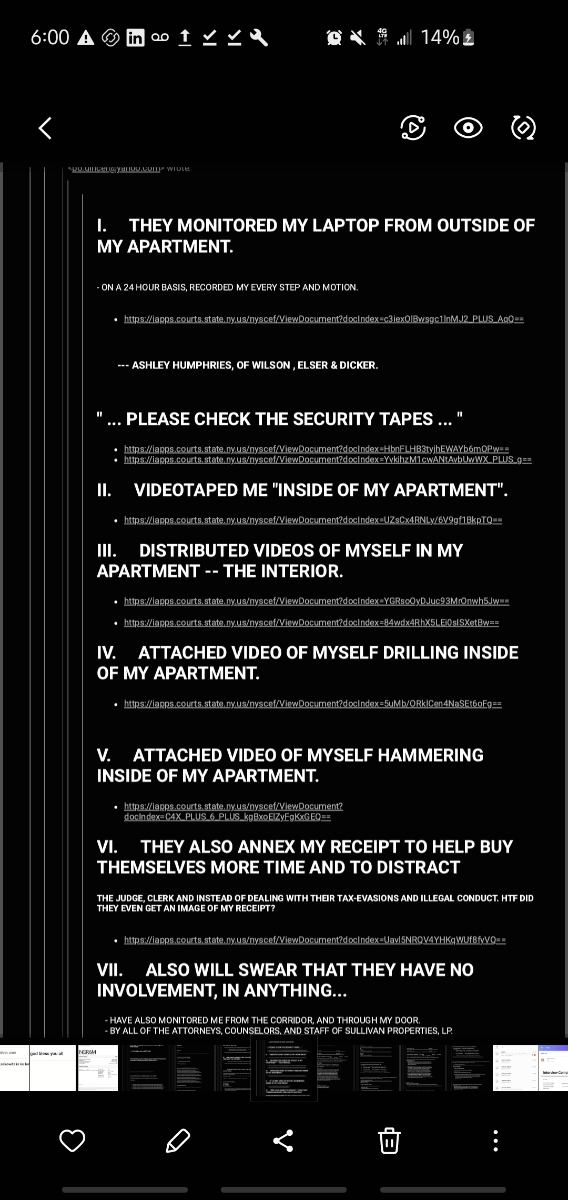 6:00
4G
LTE
14%
<bo.dincer@yahoo.com> wrote:
I. THEY MONITORED MY LAPTOP FROM OUTSIDE OF
MY APARTMENT.
- ON A 24 HOUR BASIS, RECORDED MY EVERY STEP AND MOTION.
https://iapps.courts.state.ny.us/nyscef/ViewDocument?docIndex=c3iexOlBwsgc1lnMJ2_PLUS_AqQ==
--- ASHLEY HUMPHRIES, OF WILSON , ELSER & DICKER.
" ... PLEASE CHECK THE SECURITY TAPES ... "
https://iapps.courts.state.ny.us/nyscef/ViewDocument?docIndex=HbnFLHB3tyjhEWAYb6mOPw==
https://iapps.courts.state.ny.us/nyscef/ViewDocument?docIndex=YvkihzM1cwANtAvbUwWX_PLUS_g==
II. VIDEOTAPED ME "INSIDE OF MY APARTMENT".
https://iapps.courts.state.ny.us/nyscef/ViewDocument?docIndex=UZsCx4RNLy/6V9gf1BkpTQ==
III. DISTRIBUTED VIDEOS OF MYSELF IN MY
APARTMENT -- THE INTERIOR.
https://iapps.courts.state.ny.us/nyscef/ViewDocument?docIndex=YGRsoOyDJuc93MrOnwh5Jw==
https://iapps.courts.state.ny.us/nyscef/ViewDocument?docIndex=84wdx4RhX5LEi0sISXetBw==
IV. ATTACHED VIDEO OF MYSELF DRILLING INSIDE
OF MY APARTMENT.
https://iapps.courts.state.ny.us/nyscef/ViewDocument?docIndex=5uMb/ORklCen4NaSEt6oFg==
V. ATTACHED VIDEO OF MYSELF HAMMERING
INSIDE OF MY APARTMENT.
https://iapps.courts.state.ny.us/nyscef/ViewDocument?
docIndex=C4X_PLUS_6_PLUS_kgBxoElZyFgKxGEQ==
VI. THEY ALSO ANNEX MY RECEIPT TO HELP BUY
THEMSELVES MORE TIME AND TO DISTRACT
THE JUDGE, CLERK AND INSTEAD OF DEALING WITH THEIR TAX-EVASIONS AND ILLEGAL CONDUCT. HTF DID
THEY EVEN GET AN IMAGE OF MY RECEIPT?
https://iapps.courts.state.ny.us/nyscef/ViewDocument?docIndex=UavI5NRQV4YHKqWUf8fyVQ==
VII. ALSO WILL SWEAR THAT THEY HAVE NO
INVOLVEMENT, IN ANYTHING...
- HAVE ALSO MONITORED ME FROM THE CORRIDOR, AND THROUGH MY DOOR.
- BY ALL OF THE ATTORNEYS, COUNSELORS, AND STAFF OF SULLIVAN PROPERTIES, LP.